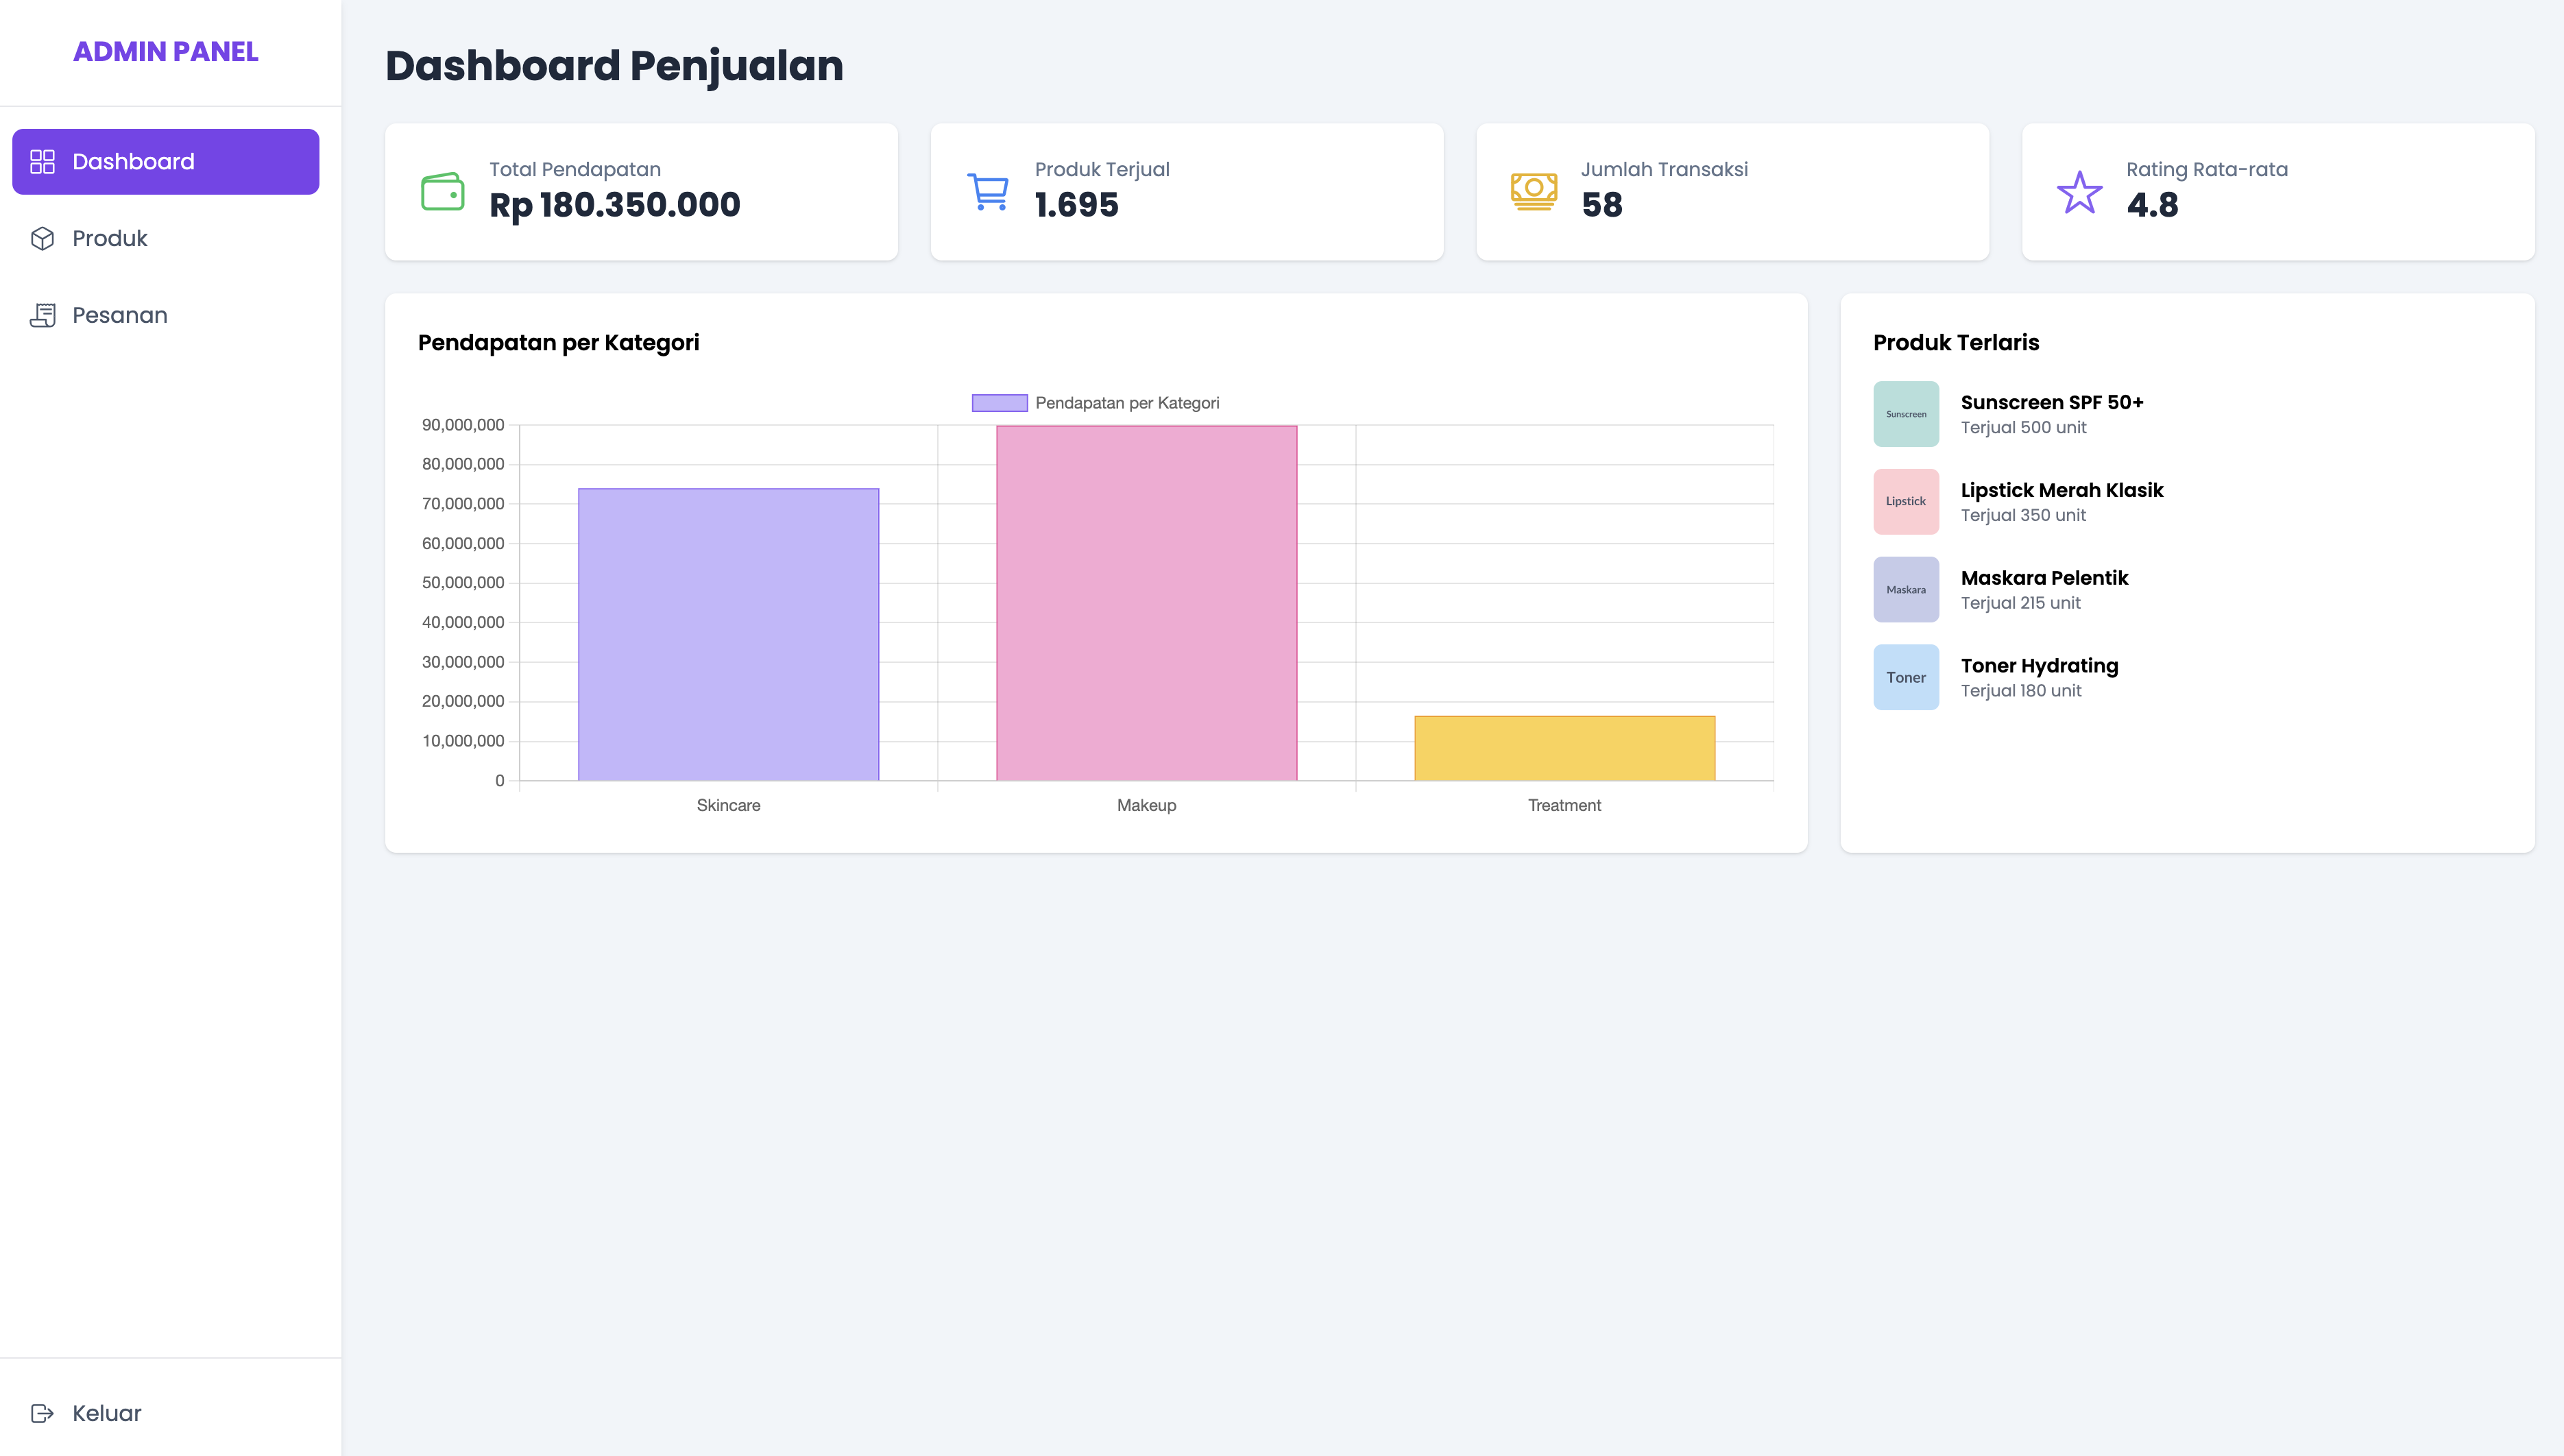 ADMIN PANEL
Dashboard
Produk
Pesanan
Keluar
Dashboard Penjualan
Total Pendapatan
Rp 180.350.000
Produk Terjual
1.695
Jumlah Transaksi
58
Rating Rata-rata
4.8
Pendapatan per Kategori
Pendapatan per Kategori
90,000,000
80,000,000
70,000,000
60,000,000
50,000,000
40,000,000
30,000,000
20,000,000
10,000,000
0
Skincare
Makeup
Treatment
Produk Terlaris
Sunscreen
Sunscreen SPF 50+
Terjual 500 unit
Lipstick
Lipstick Merah Klasik
Terjual 350 unit
Maskara
Maskara Pelentik
Terjual 215 unit
Toner
Toner Hydrating
Terjual 180 unit